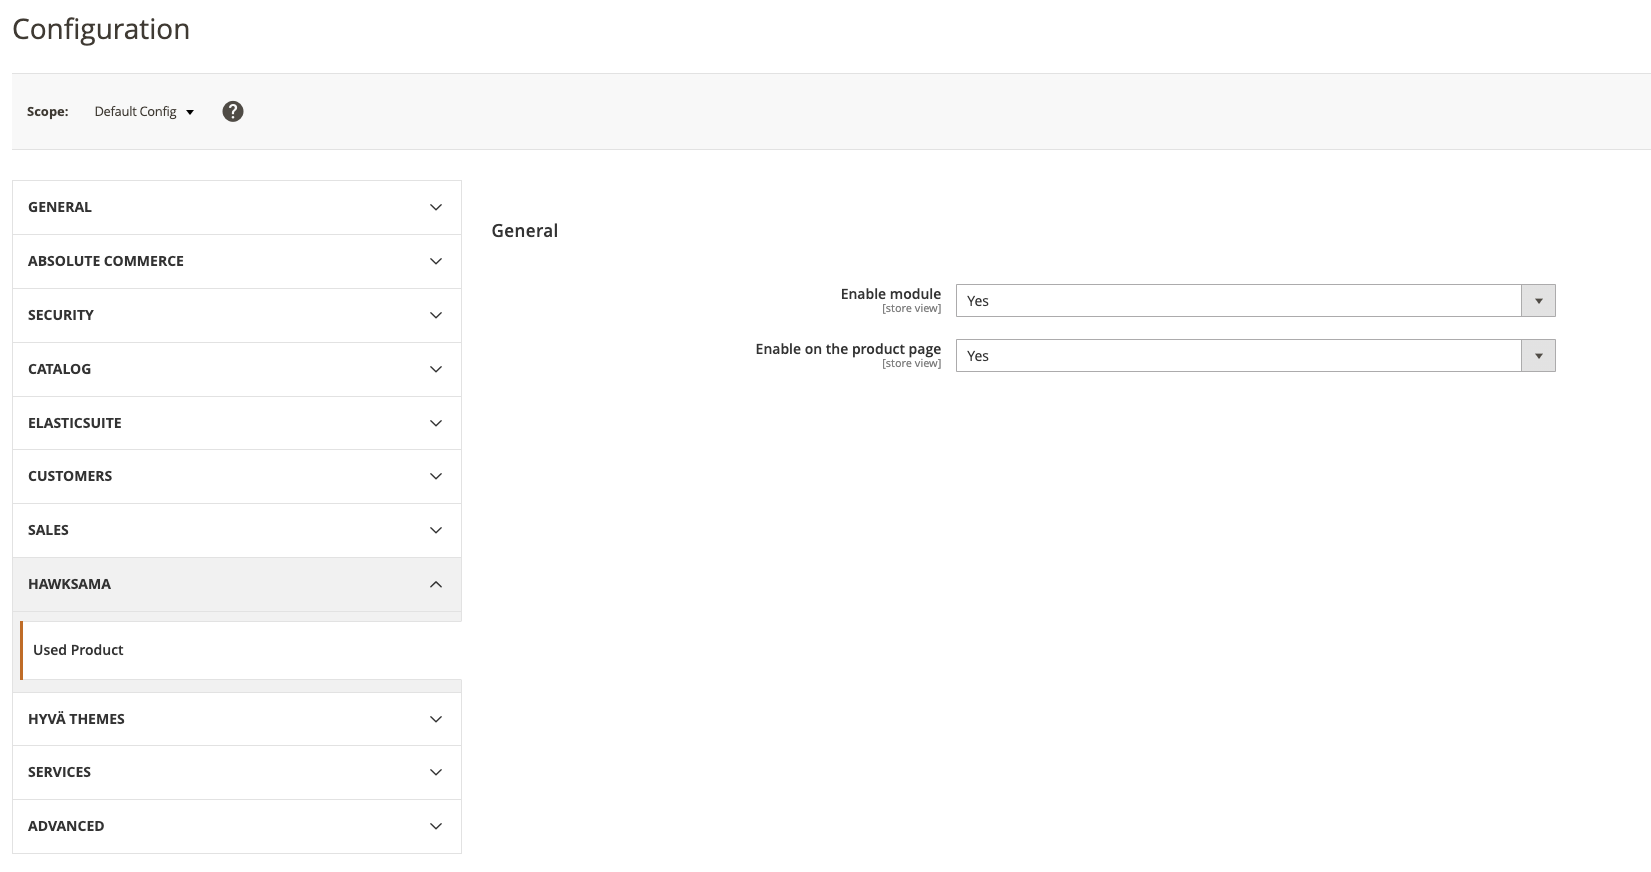 Configuration
Scope: Default Config ?
GENERAL
ABSOLUTE COMMERCE
SECURITY
CATALOG
ELASTICSUITE
CUSTOMERS
SALES
HAWKSAMA
Used Product
HYVÄ THEMES
SERVICES
ADVANCED
General
Enable module Yes
[store view]
Enable on the product page Yes
[store view]